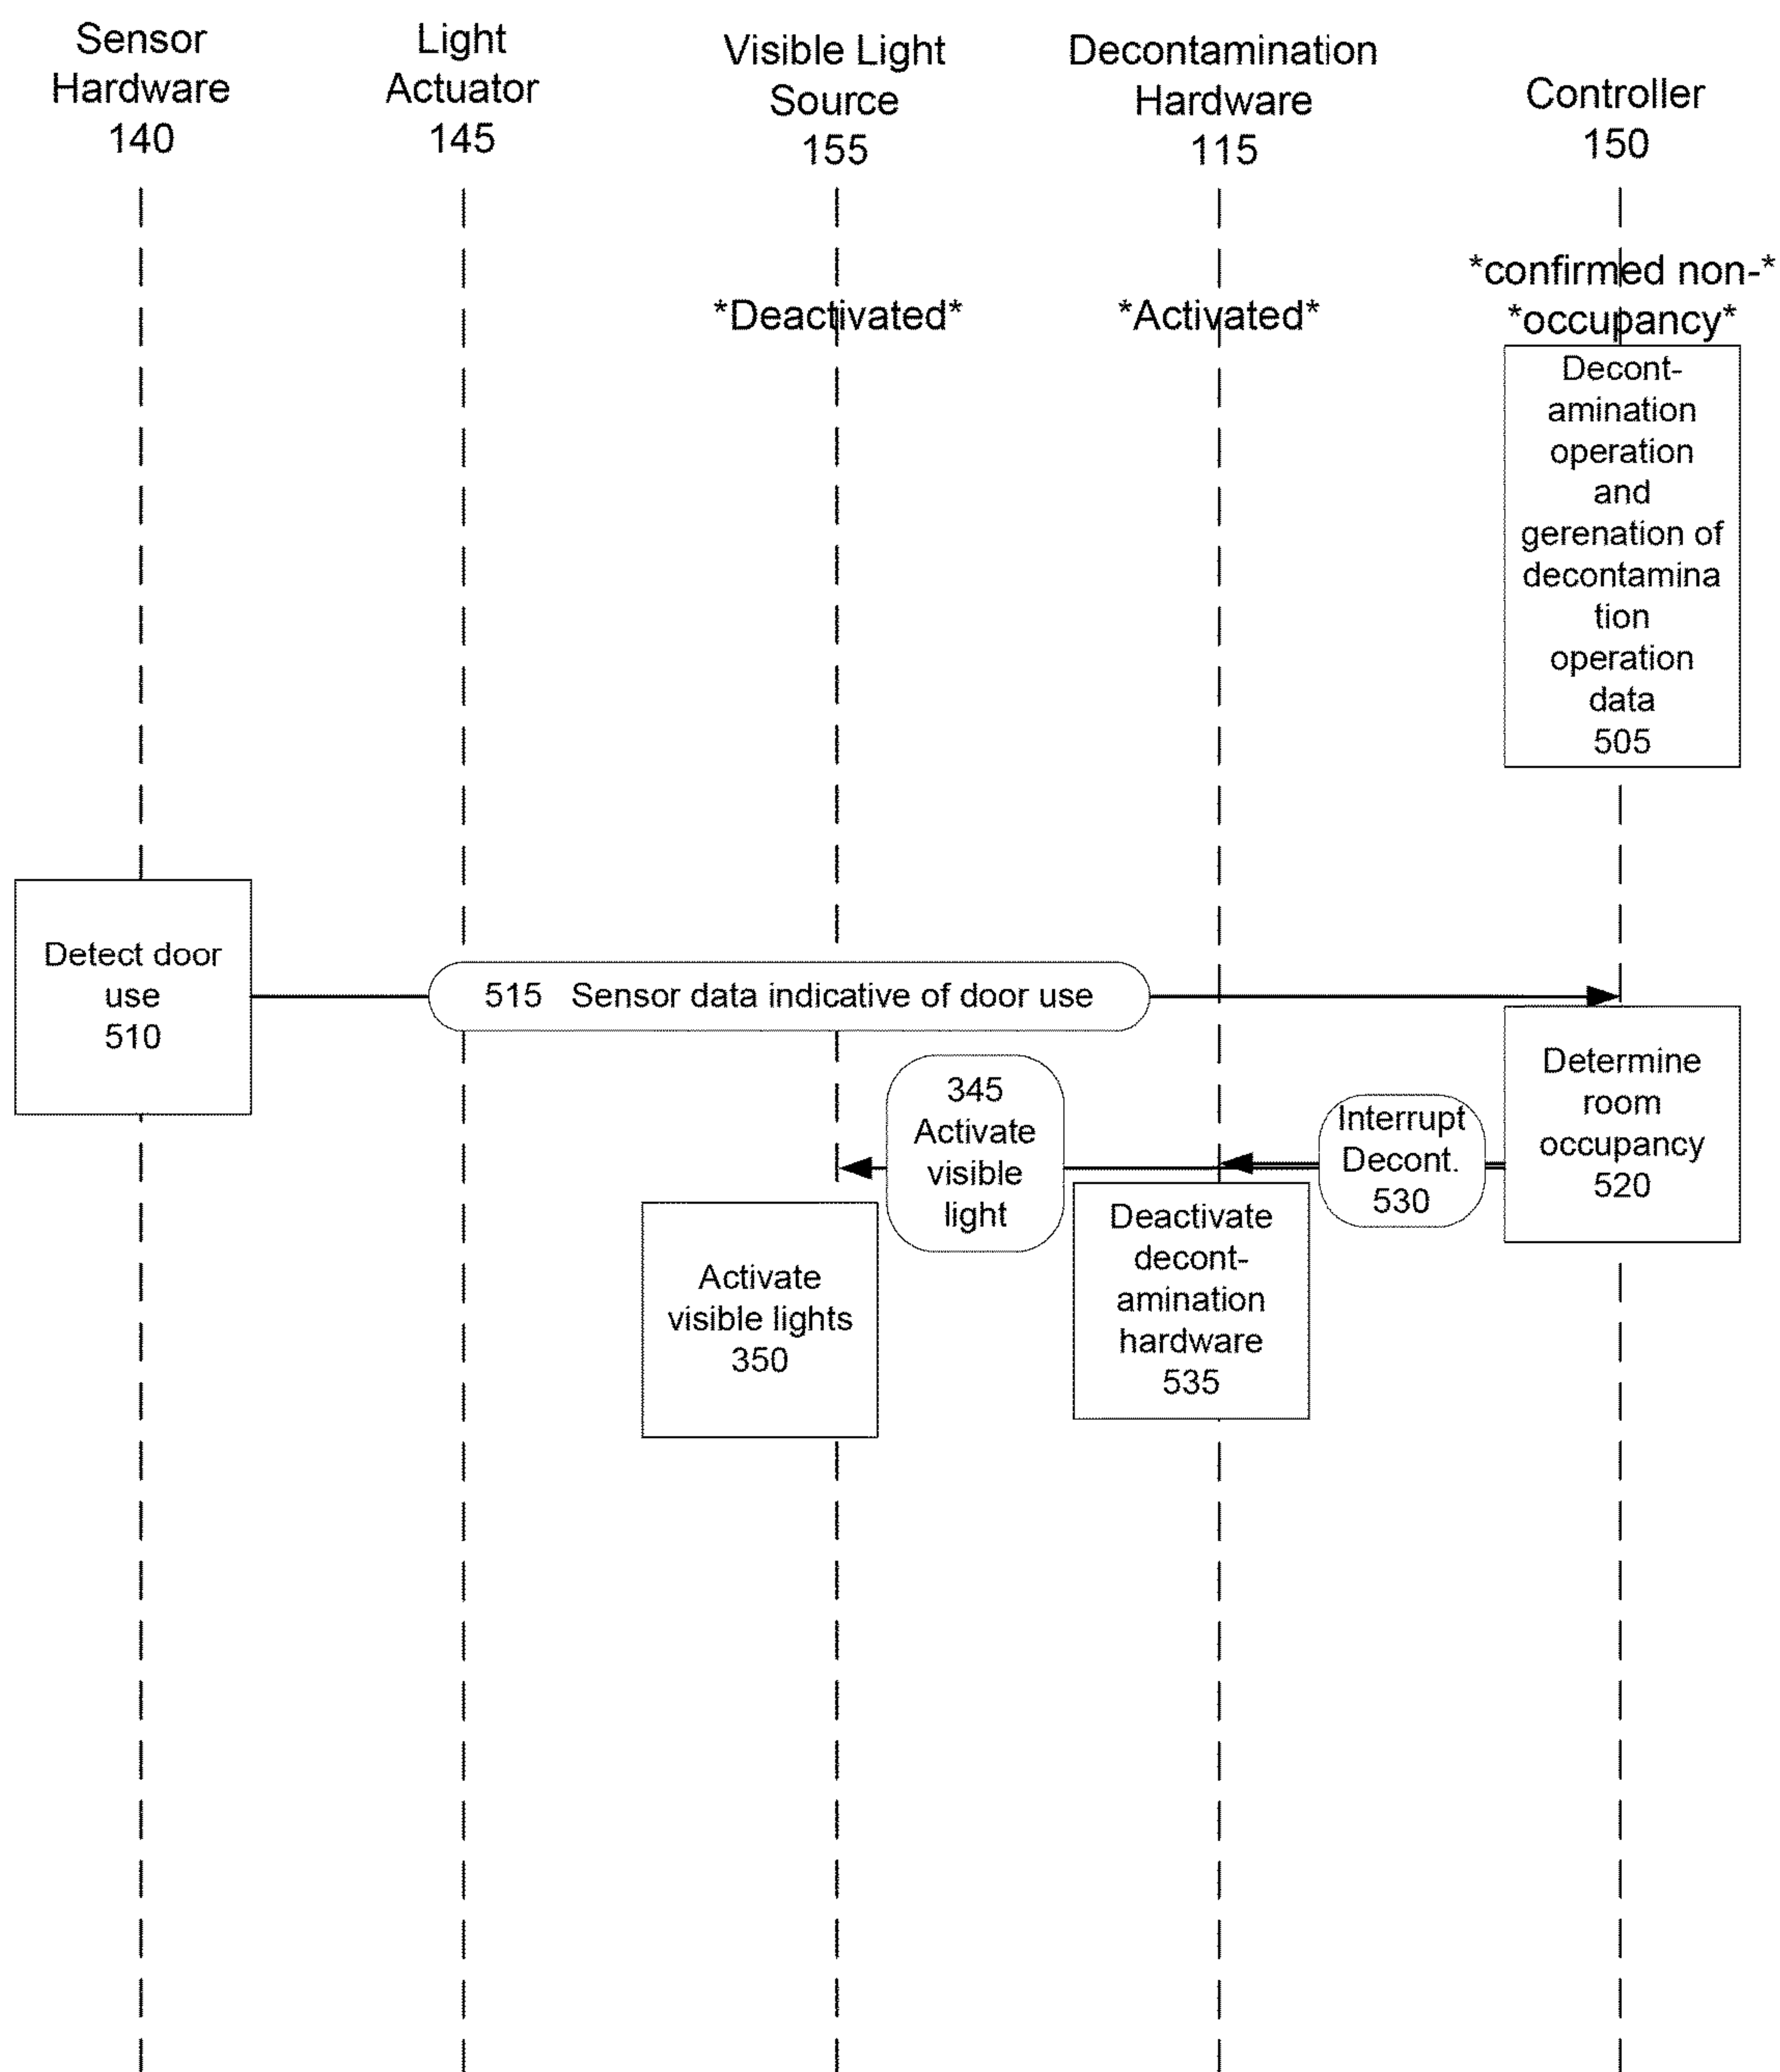 Sensor
Hardware
140
Light
Actuator
145
Visible Light
Source
155
Decontamination
Hardware
115
Controller
150
*Deactivated*
*Activated*
*confirmed non-*
*occupancy*
Decont-
amination
operation
and
gerenation of
decontamina
tion
operation
data
505
Detect door
use
510
515 Sensor data indicative of door use
Determine
room
occupancy
520
Interrupt
Decont.
530
345
Activate
visible
light
Deactivate
decont-
amination
hardware
535
Activate
visible lights
350